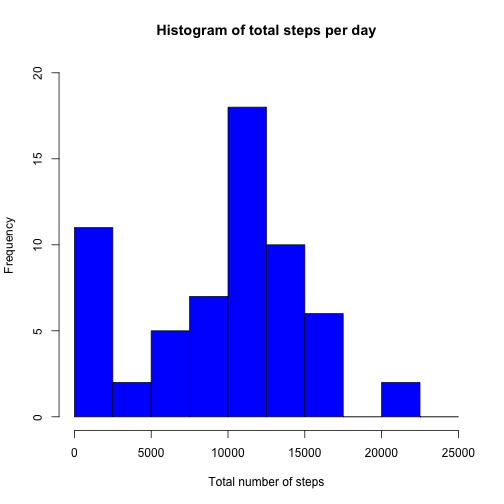 Histogram of total steps per day
Frequency
20
15
10
5
0
0 5000 10000 15000 20000 25000
Total number of steps